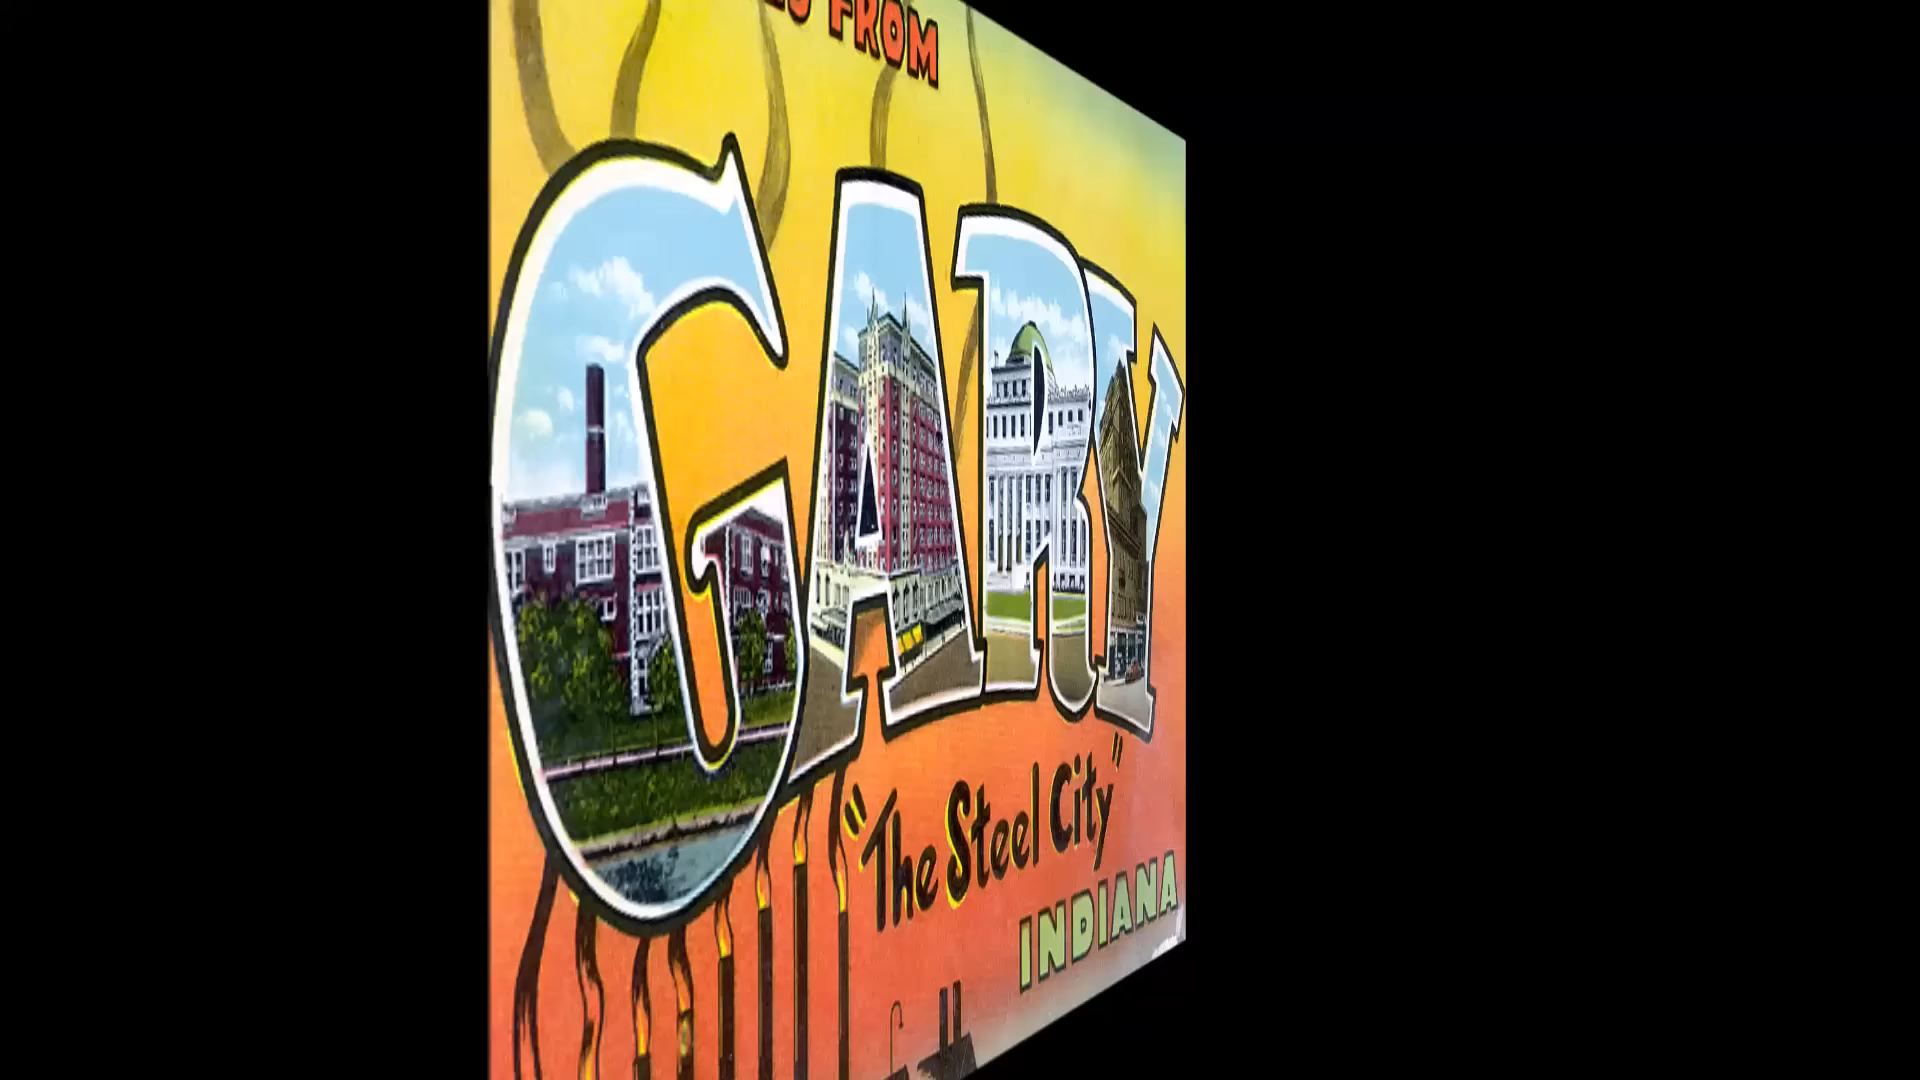 FROM
GARY
"The Steel City"
INDIANA